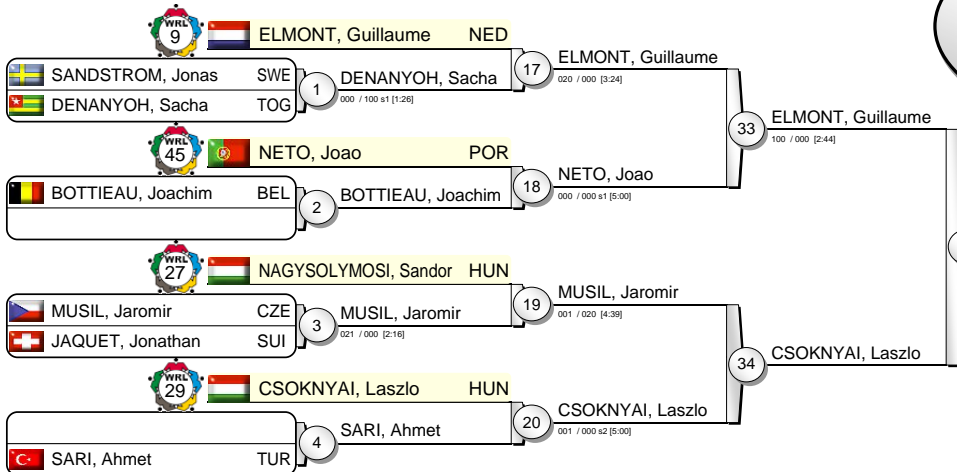 WRL
9
ELMONT, Guillaume NED
SANDSTROM, Jonas SWE
DENANYOH, Sacha TOG
1
DENANYOH, Sacha
000 / 100 s1 [1:26]
17
ELMONT, Guillaume
020 / 000 [3:24]
WRL
45
NETO, Joao POR
BOTTIEAU, Joachim BEL
2
BOTTIEAU, Joachim
18
NETO, Joao
000 / 000 s1 [5:00]
33
ELMONT, Guillaume
100 / 000 [2:44]
WRL
27
NAGYSOLYMOSI, Sandor HUN
MUSIL, Jaromir CZE
JAQUET, Jonathan SUI
3
MUSIL, Jaromir
021 / 000 [2:16]
19
MUSIL, Jaromir
001 / 020 [4:39]
WRL
29
CSOKNYAI, Laszlo HUN
SARI, Ahmet TUR
4
SARI, Ahmet
20
CSOKNYAI, Laszlo
001 / 000 s2 [5:00]
34
CSOKNYAI, Laszlo